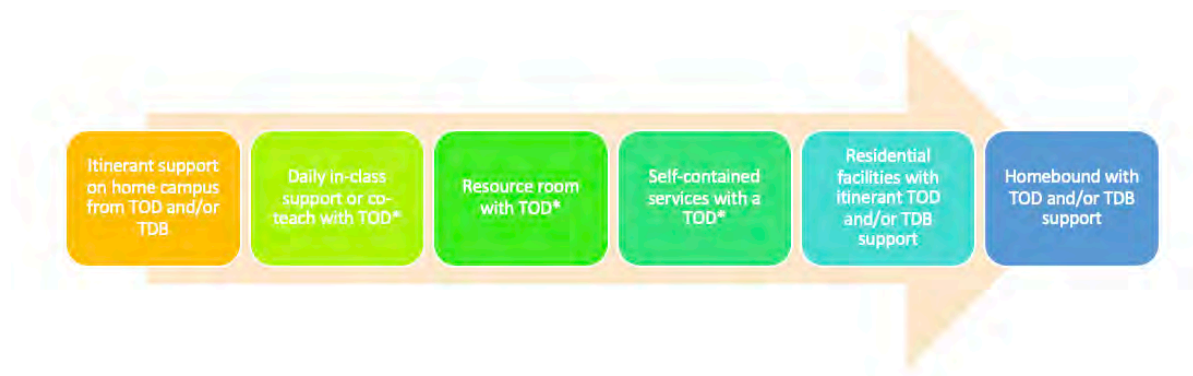 Itinerant support
on home campus
from TOD and/or
TDB
Daily in-class
support or co-
teach with TOD*
Resource room
with TOD*
Self-contained
services with a
TOD*
Residential
facilities with
itinerant TOD
and/or TDB
support
Homebound with
TOD and/or TDB
support